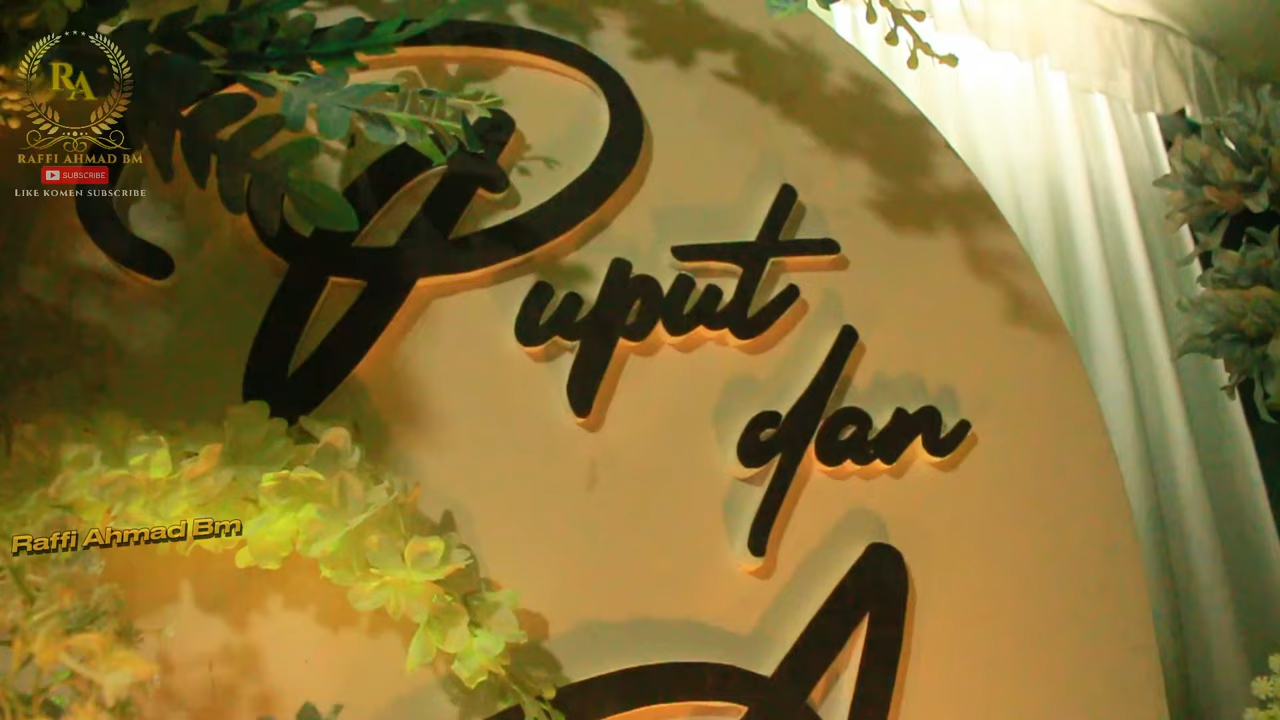 RA
RAFFI AHMAD BM
SUBSCRIBE
LIKE KOMEN SUBSCRIBE
Puput
dan
A
Raffi Ahmad Bm